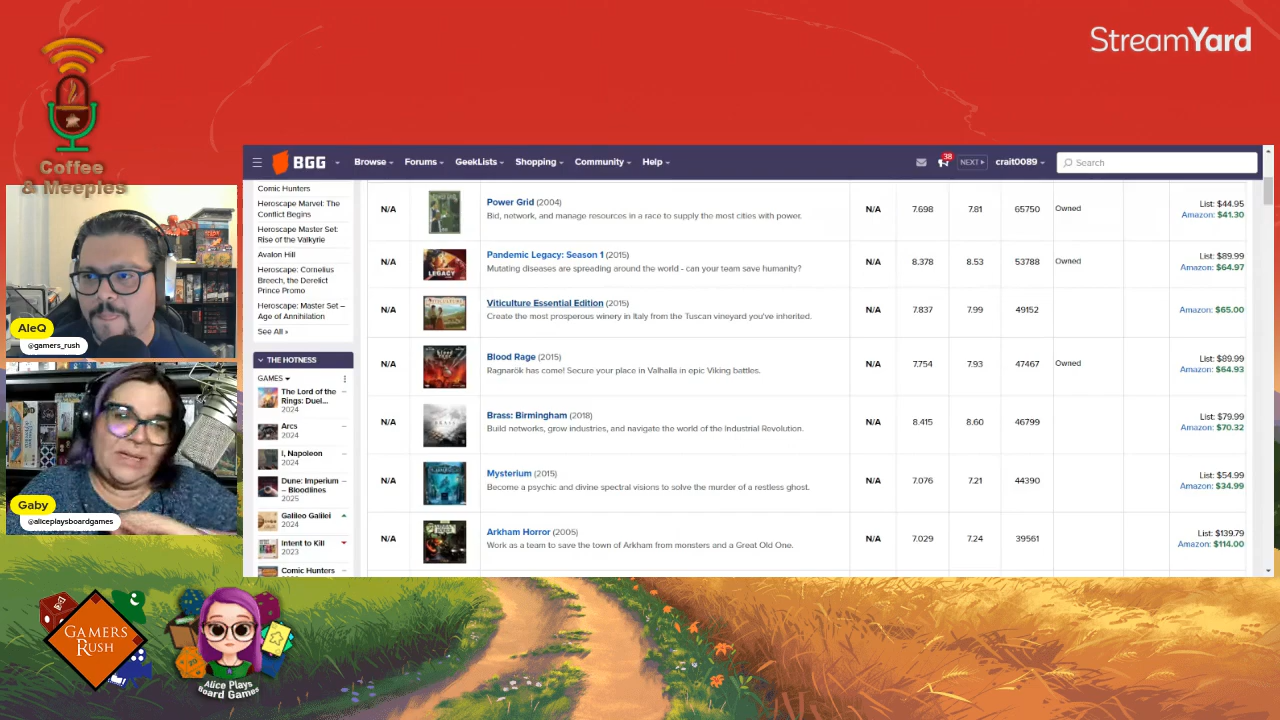 StreamYard
Coffee
& Meeples
BGG
Browse
Forums
GeekLists
Shopping
Community
Help
38
NEXT
crait0089
Search
Comic Hunters
Heroscape Marvel: The
Conflict Begins
Heroscape Master Set:
Rise of the Valkyrie
Avalon Hill
Heroscape: Cornelius
Breech, the Derelict
Prince Promo
Heroscape: Master Set –
Age of Annihilation
See All »
THE HOTNESS
GAMES
The Lord of the
Rings: Duel...
2024
Arcs
2024
I, Napoleon
2024
Dune: Imperium
– Bloodlines
2025
Galileo Galilei
2024
Intent to Kill
2023
Comic Hunters
N/A
Power Grid (2004)
Bid, network, and manage resources in a race to supply the most cities with power.
N/A 7.698 7.81 65750 Owned
List: $44.95
Amazon: $41.30
N/A
Pandemic Legacy: Season 1 (2015)
Mutating diseases are spreading around the world - can your team save humanity?
N/A 8.378 8.53 53788 Owned
List: $89.99
Amazon: $64.97
N/A
Viticulture Essential Edition (2015)
Create the most prosperous winery in Italy from the Tuscan vineyard you've inherited.
N/A 7.837 7.99 49152
Amazon: $65.00
N/A
Blood Rage (2015)
Ragnarök has come! Secure your place in Valhalla in epic Viking battles.
N/A 7.754 7.93 47467 Owned
List: $89.99
Amazon: $64.93
N/A
Brass: Birmingham (2018)
Build networks, grow industries, and navigate the world of the Industrial Revolution.
N/A 8.415 8.60 46799
List: $79.99
Amazon: $70.32
N/A
Mysterium (2015)
Become a psychic and divine spectral visions to solve the murder of a restless ghost.
N/A 7.076 7.21 44390
List: $54.99
Amazon: $34.99
N/A
Arkham Horror (2005)
Work as a team to save the town of Arkham from monsters and a Great Old One.
N/A 7.029 7.24 39561
List: $139.79
Amazon: $114.00
AleQ
@gamers_rush
Gaby
@aliceplaysboardgames
GAMERS
RUSH
Alice Plays
Board Games